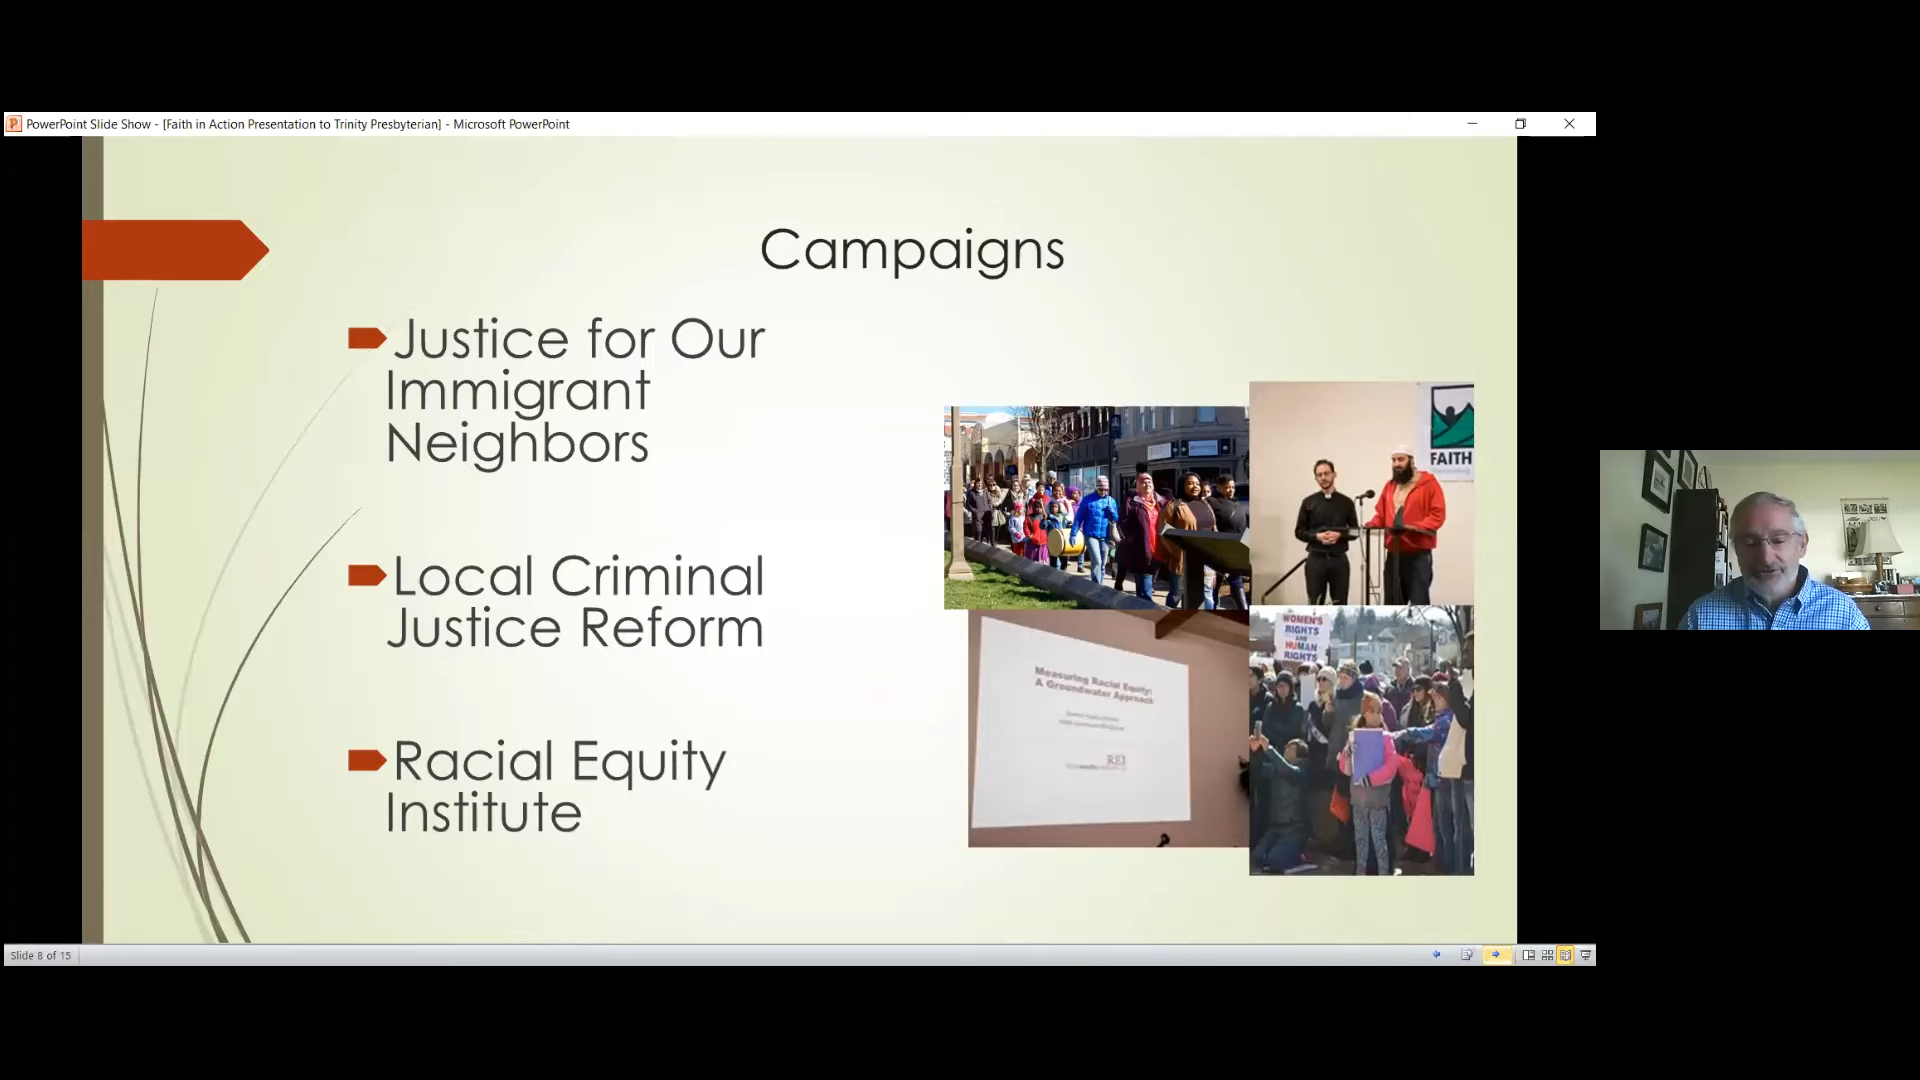 PowerPoint Slide Show - [Faith in Action Presentation to Trinity Presbyterian] - Microsoft PowerPoint
Campaigns
Justice for Our
Immigrant
Neighbors
Local Criminal
Justice Reform
Racial Equity
Institute
FAITH
Measuring Racial Equity:
A Groundwater Approach
REI
WOMEN'S
RIGHTS
ARE
HUMAN
RIGHTS
Slide 8 of 15